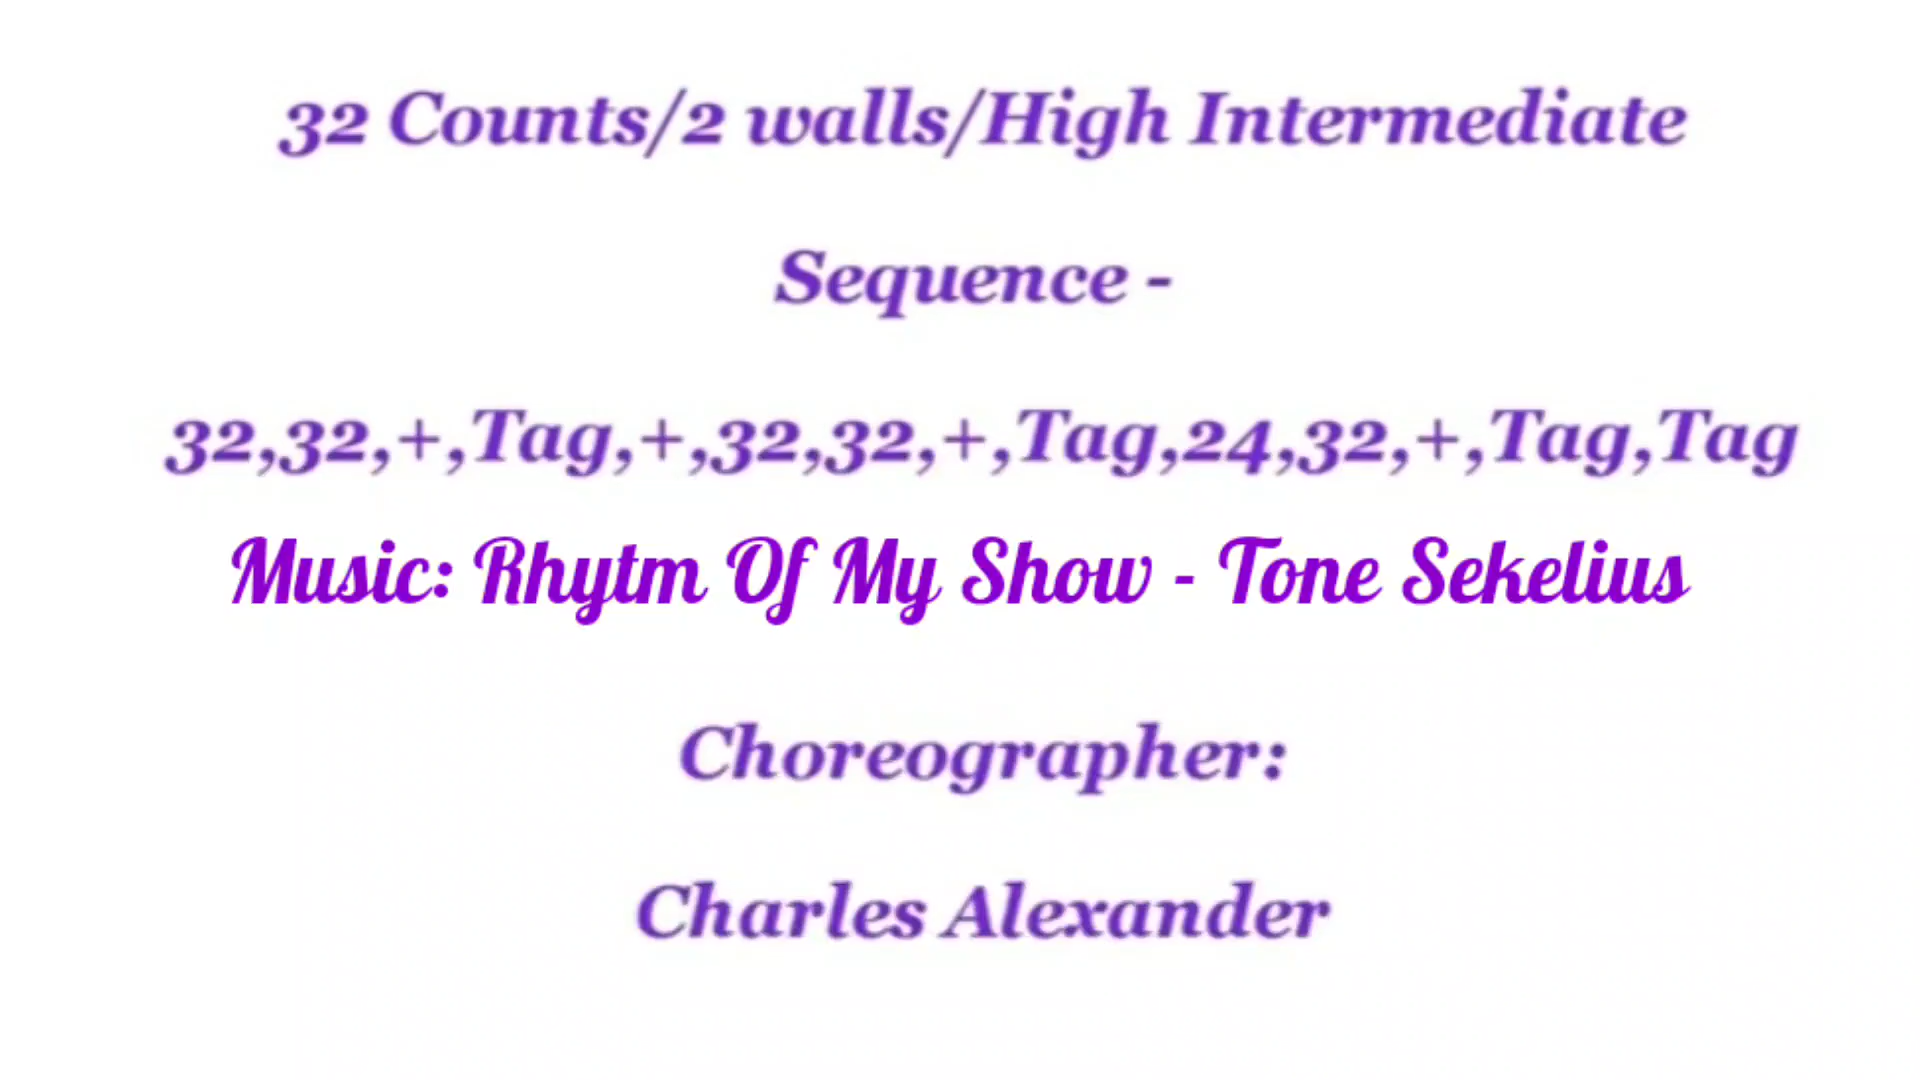 32 Counts/2 walls/High Intermediate
Sequence -
32,32,+,Tag,+,32,32,+,Tag,24,32,+,Tag,Tag
Music: Rhytm Of My Show - Tone Sekelius
Choreographer:
Charles Alexander